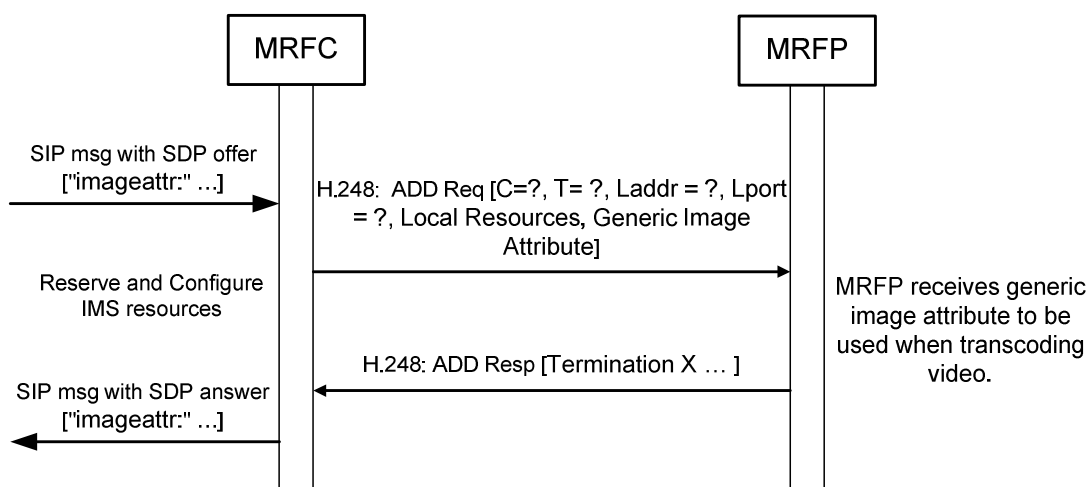 MRFC
MRFP
SIP msg with SDP offer
["imageattr:" ...]
H.248: ADD Req [C=?, T= ?, Laddr = ?, Lport
= ?, Local Resources, Generic Image
Attribute]
Reserve and Configure
IMS resources
MRFP receives generic
image attribute to be
used when transcoding
video.
H.248: ADD Resp [Termination X ... ]
SIP msg with SDP answer
["imageattr:" ...]